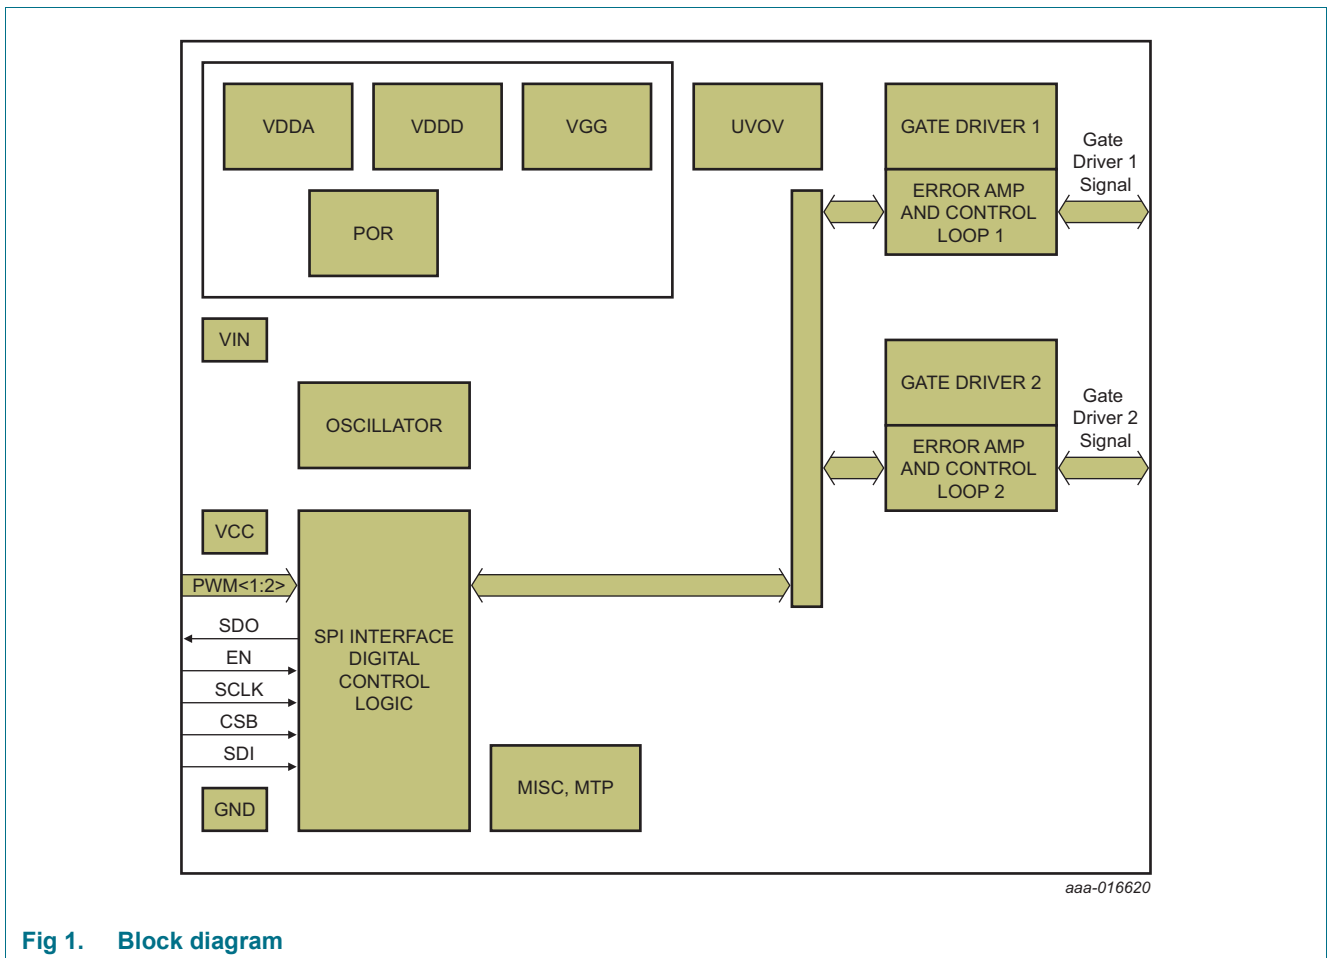 VDDA
VDDD
VGG
UVOV
GATE DRIVER 1
Gate
Driver 1
Signal
ERROR AMP
AND CONTROL
LOOP 1
POR
VIN
GATE DRIVER 2
Gate
Driver 2
Signal
OSCILLATOR
ERROR AMP
AND CONTROL
LOOP 2
VCC
PWM<1:2>
SDO
EN
SCLK
CSB
SDI
SPI INTERFACE
DIGITAL
CONTROL
LOGIC
MISC, MTP
GND
aaa-016620
Fig 1. Block diagram